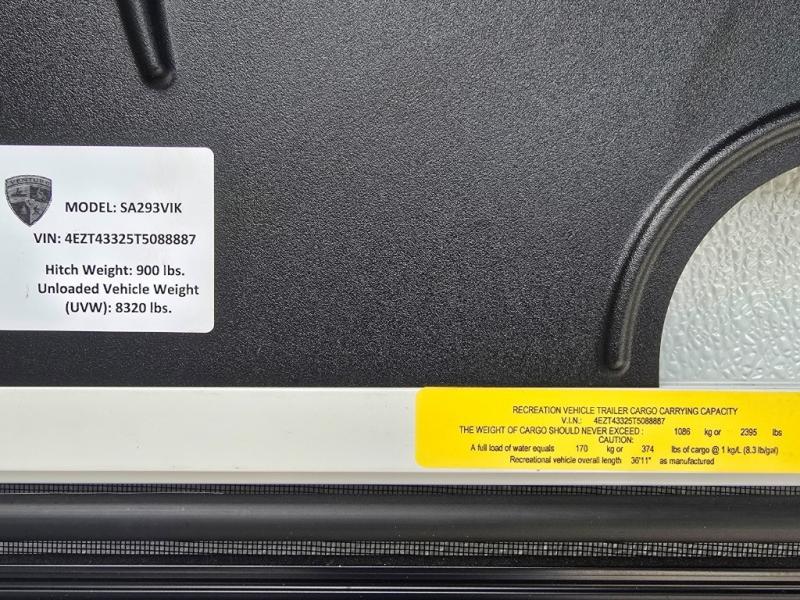 VENTURE
MODEL: SA293VIK
VIN: 4EZT43325T5088887
Hitch Weight: 900 lbs.
Unloaded Vehicle Weight
(UVW): 8320 lbs.
RECREATION VEHICLE TRAILER CARGO CARRYING CAPACITY
V.I.N.: 4EZT43325T5088887
THE WEIGHT OF CARGO SHOULD NEVER EXCEED : 1086 kg or 2395 lbs
CAUTION:
A full load of water equals 170 kg or 374 lbs of cargo @ 1 kg/L (8.3 lb/gal)
Recreational vehicle overall length 36'11" as manufactured